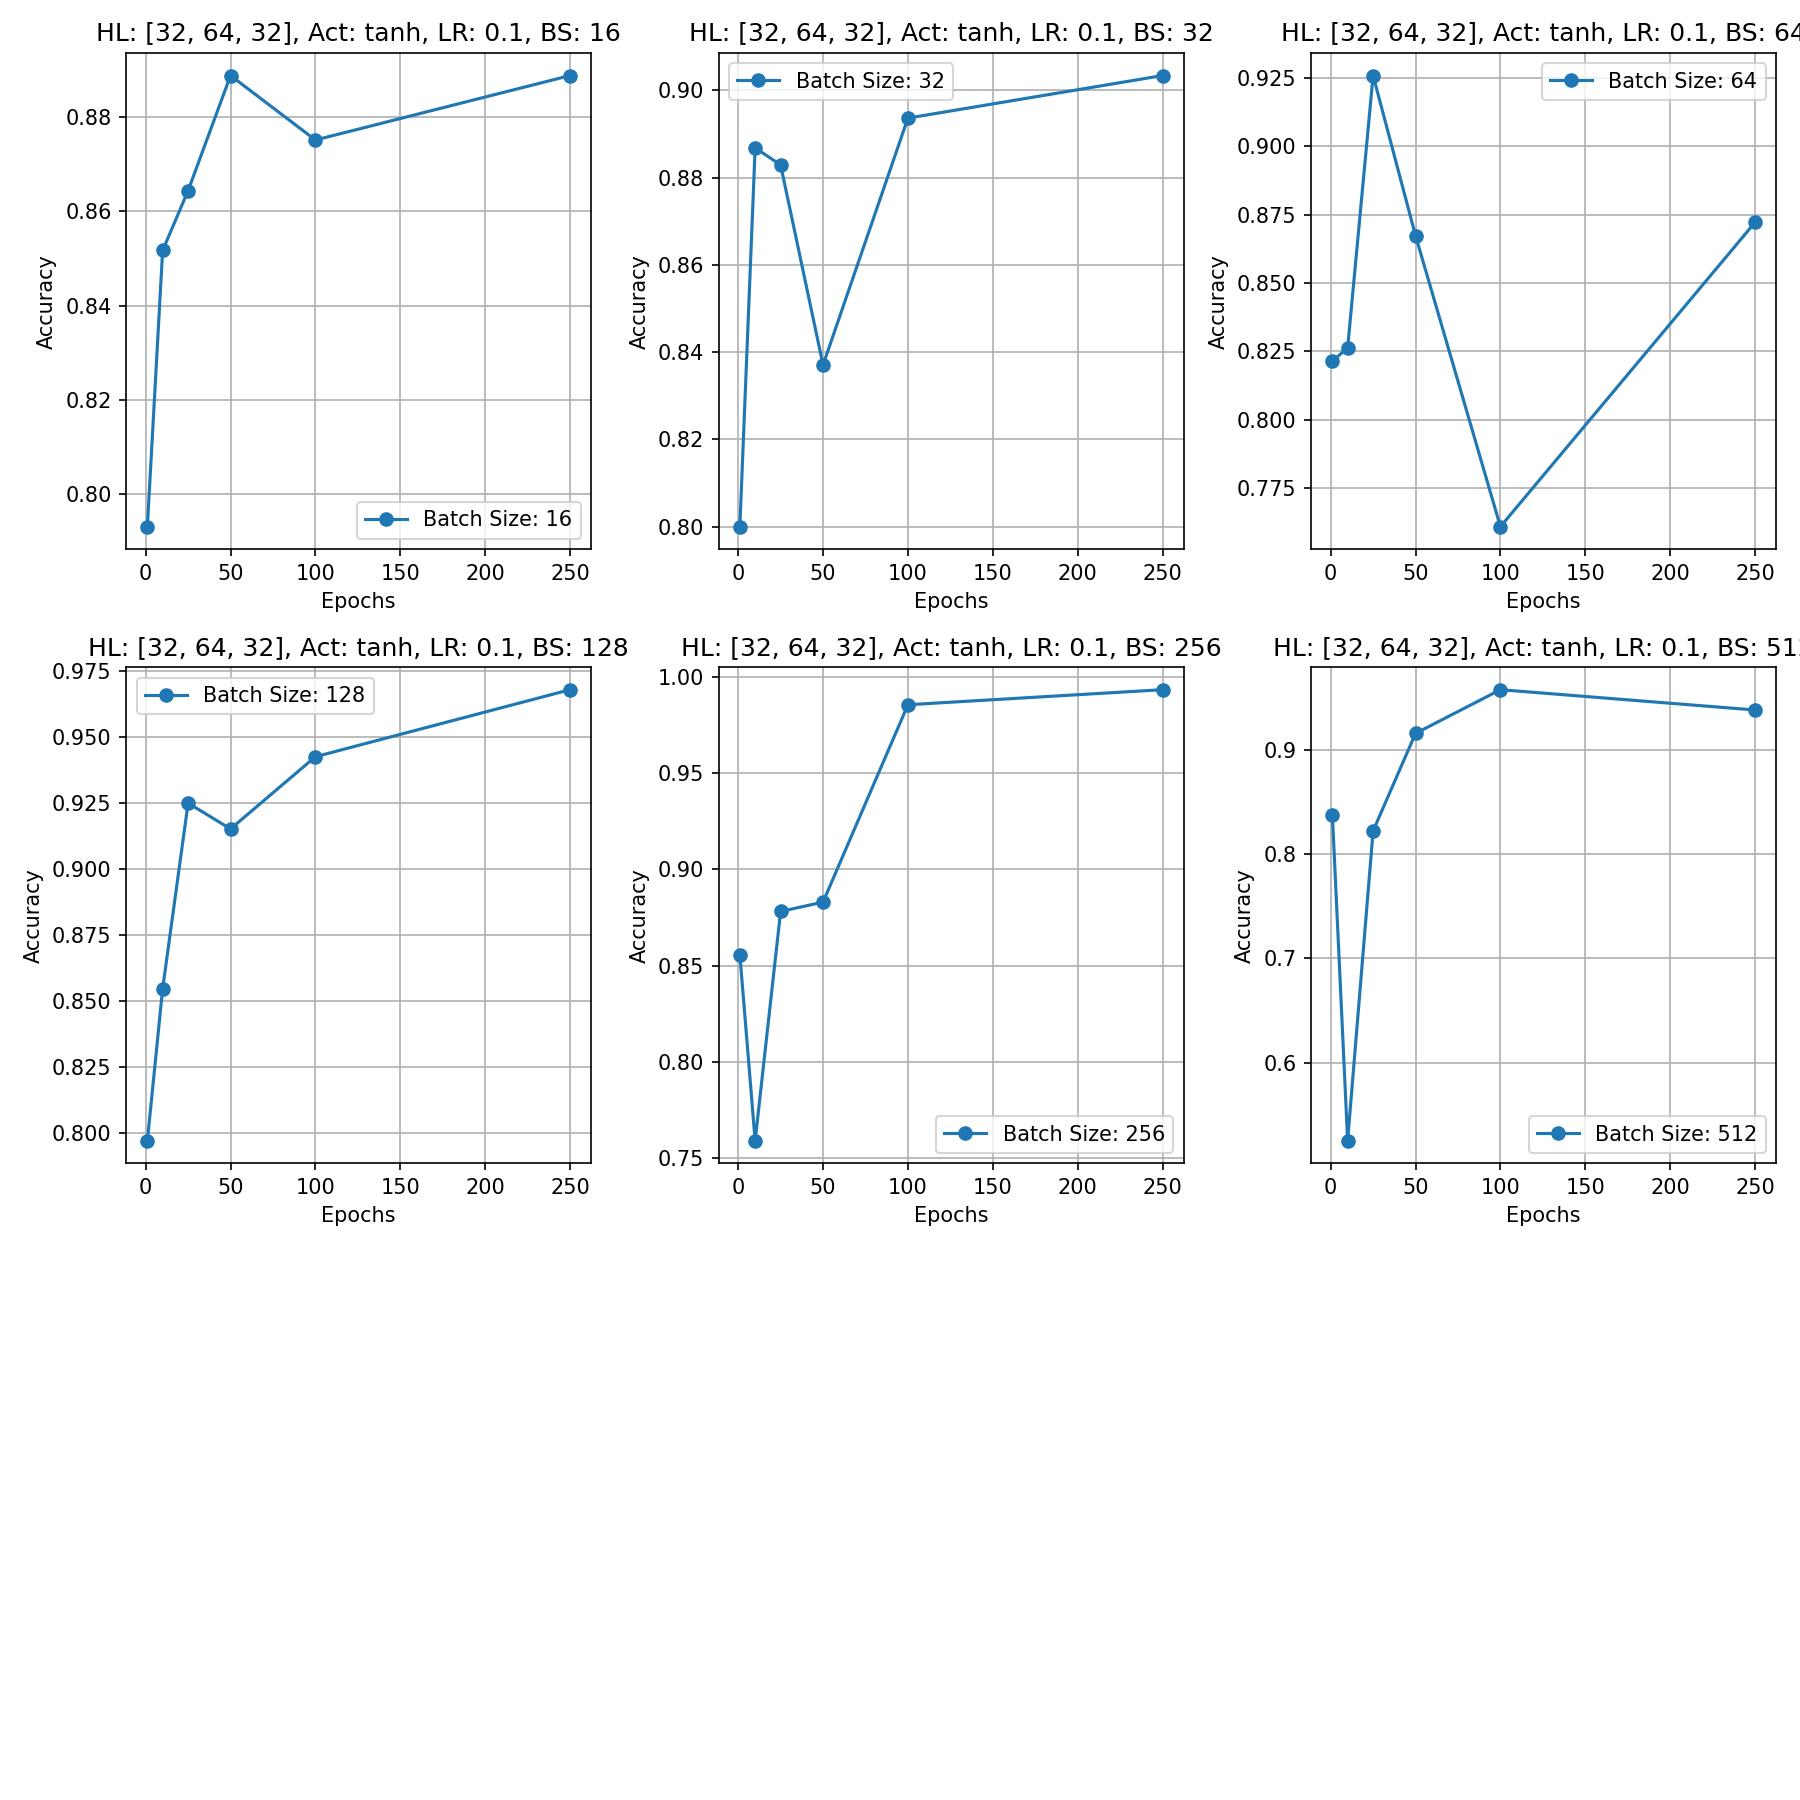 HL: [32, 64, 32], Act: tanh, LR: 0.1, BS: 16
Accuracy
0.88
0.86
0.84
0.82
0.80
Batch Size: 16
0 50 100 150 200 250
Epochs
HL: [32, 64, 32], Act: tanh, LR: 0.1, BS: 32
Accuracy
0.90
0.88
0.86
0.84
0.82
0.80
Batch Size: 32
0 50 100 150 200 250
Epochs
HL: [32, 64, 32], Act: tanh, LR: 0.1, BS: 64
Accuracy
0.925
0.900
0.875
0.850
0.825
0.800
0.775
Batch Size: 64
0 50 100 150 200 250
Epochs
HL: [32, 64, 32], Act: tanh, LR: 0.1, BS: 128
Accuracy
0.975
0.950
0.925
0.900
0.875
0.850
0.825
0.800
Batch Size: 128
0 50 100 150 200 250
Epochs
HL: [32, 64, 32], Act: tanh, LR: 0.1, BS: 256
Accuracy
1.00
0.95
0.90
0.85
0.80
0.75
Batch Size: 256
0 50 100 150 200 250
Epochs
HL: [32, 64, 32], Act: tanh, LR: 0.1, BS: 51
Accuracy
0.9
0.8
0.7
0.6
Batch Size: 512
0 50 100 150 200 250
Epochs